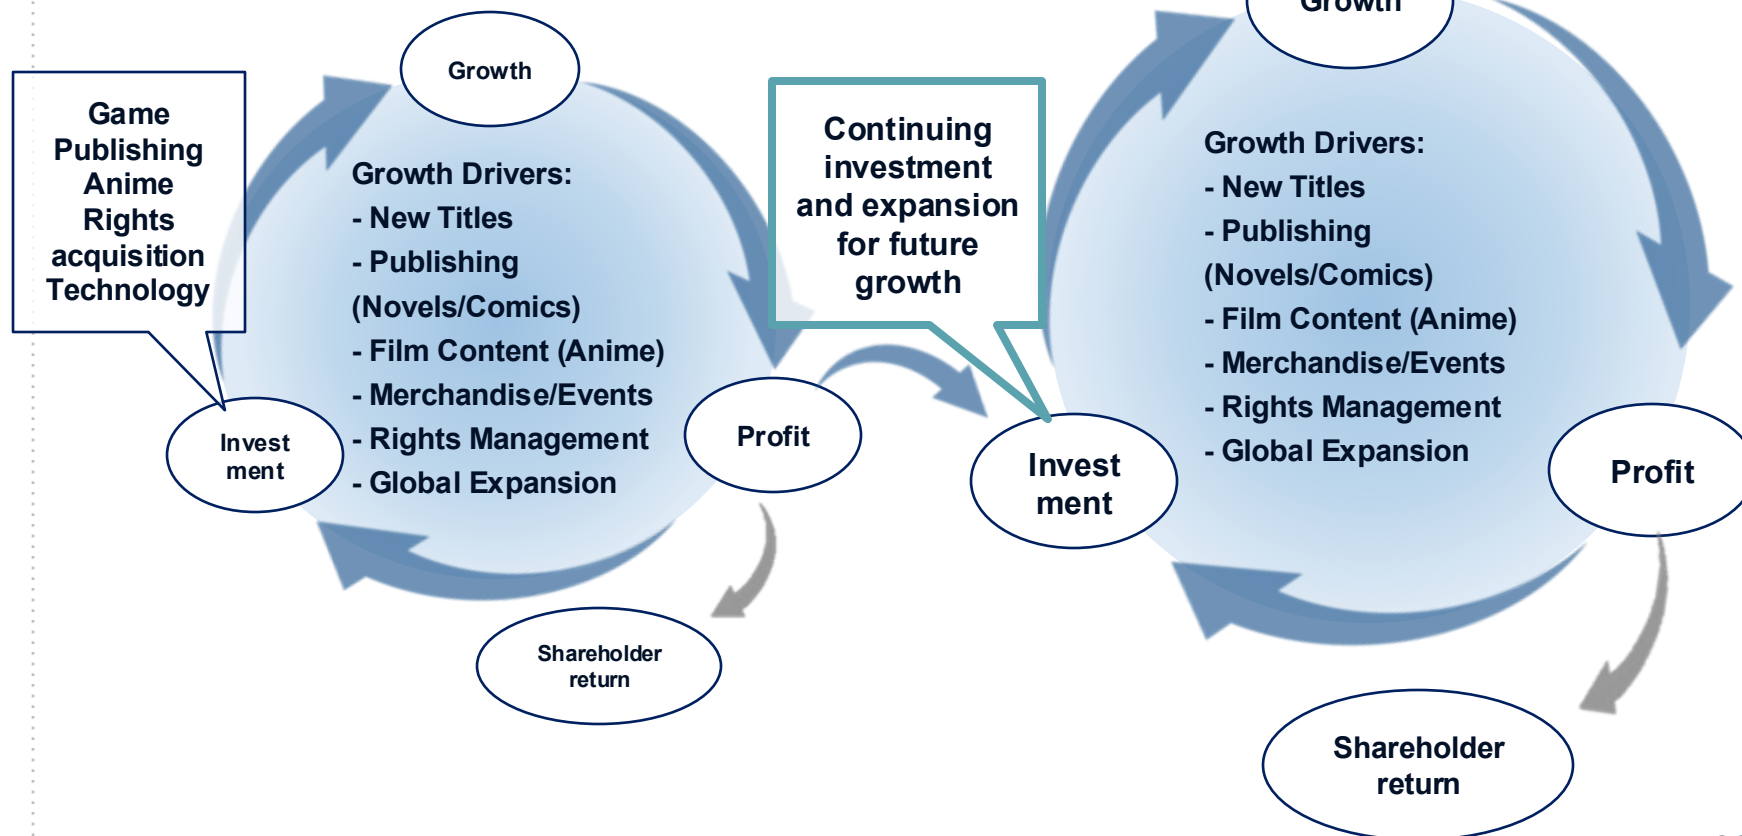 Growth
Game
Publishing
Anime
Rights
acquisition
Technology
Growth Drivers:
- New Titles
- Publishing
(Novels/Comics)
- Film Content (Anime)
- Merchandise/Events
- Rights Management
- Global Expansion
Invest
ment
Profit
Shareholder
return
Continuing
investment
and expansion
for future
growth
Growth
Growth Drivers:
- New Titles
- Publishing
(Novels/Comics)
- Film Content (Anime)
- Merchandise/Events
- Rights Management
- Global Expansion
Invest
ment
Profit
Shareholder
return